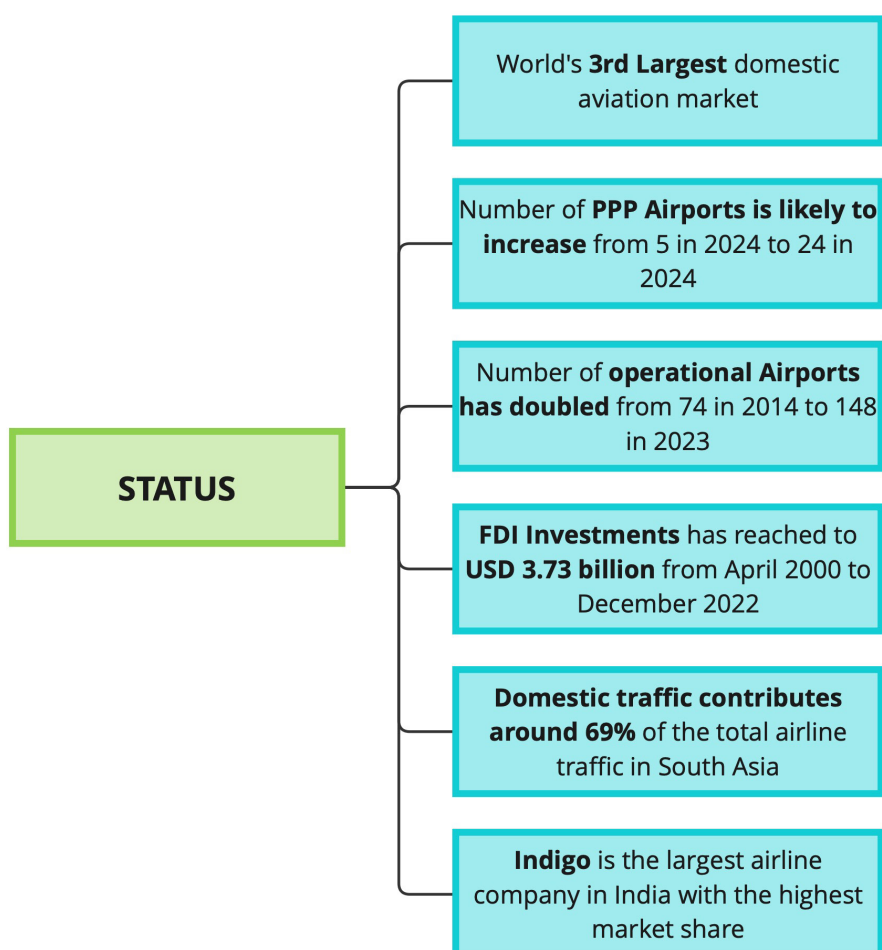 World's 3rd Largest domestic
aviation market
Number of PPP Airports is likely to
increase from 5 in 2024 to 24 in
2024
Number of operational Airports
has doubled from 74 in 2014 to 148
in 2023
STATUS
FDI Investments has reached to
USD 3.73 billion from April 2000 to
December 2022
Domestic traffic contributes
around 69% of the total airline
traffic in South Asia
Indigo is the largest airline
company in India with the highest
market share